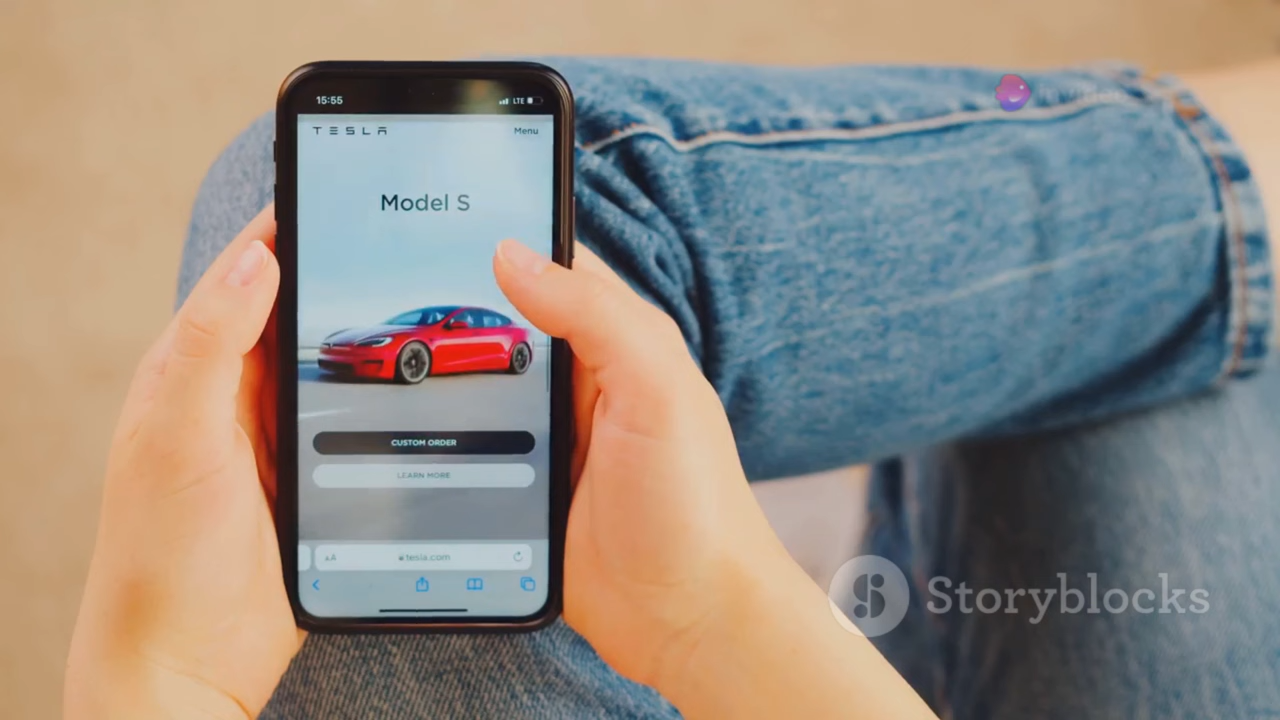 15:55
LTE
TESLA
Menu
Model S
CUSTOM ORDER
LEARN MORE
AA
tesla.com
Storyblocks